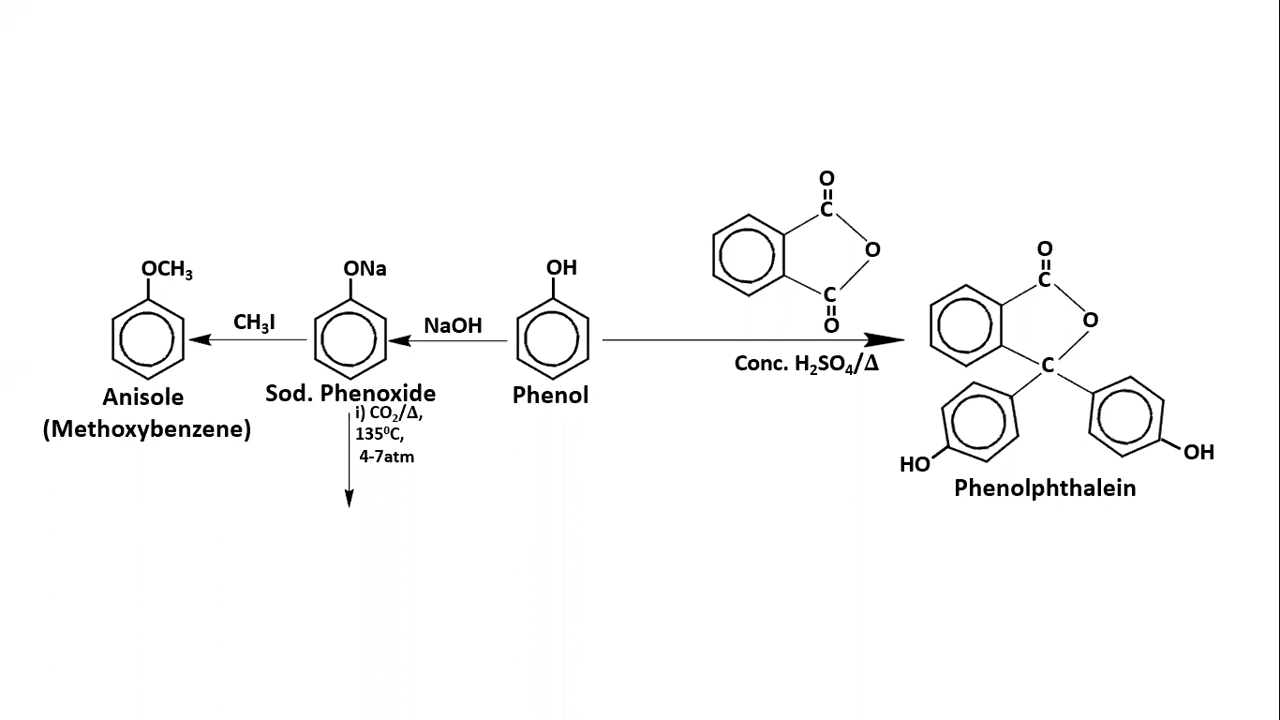 O
C
O
C
O
OCH₃
ONa
OH
CH₃I
NaOH
Conc. H₂SO₄/Δ
Anisole
(Methoxybenzene)
Sod. Phenoxide
Phenol
i) CO₂/Δ,
135⁰C,
4-7atm
O
C
O
C
HO
OH
Phenolphthalein